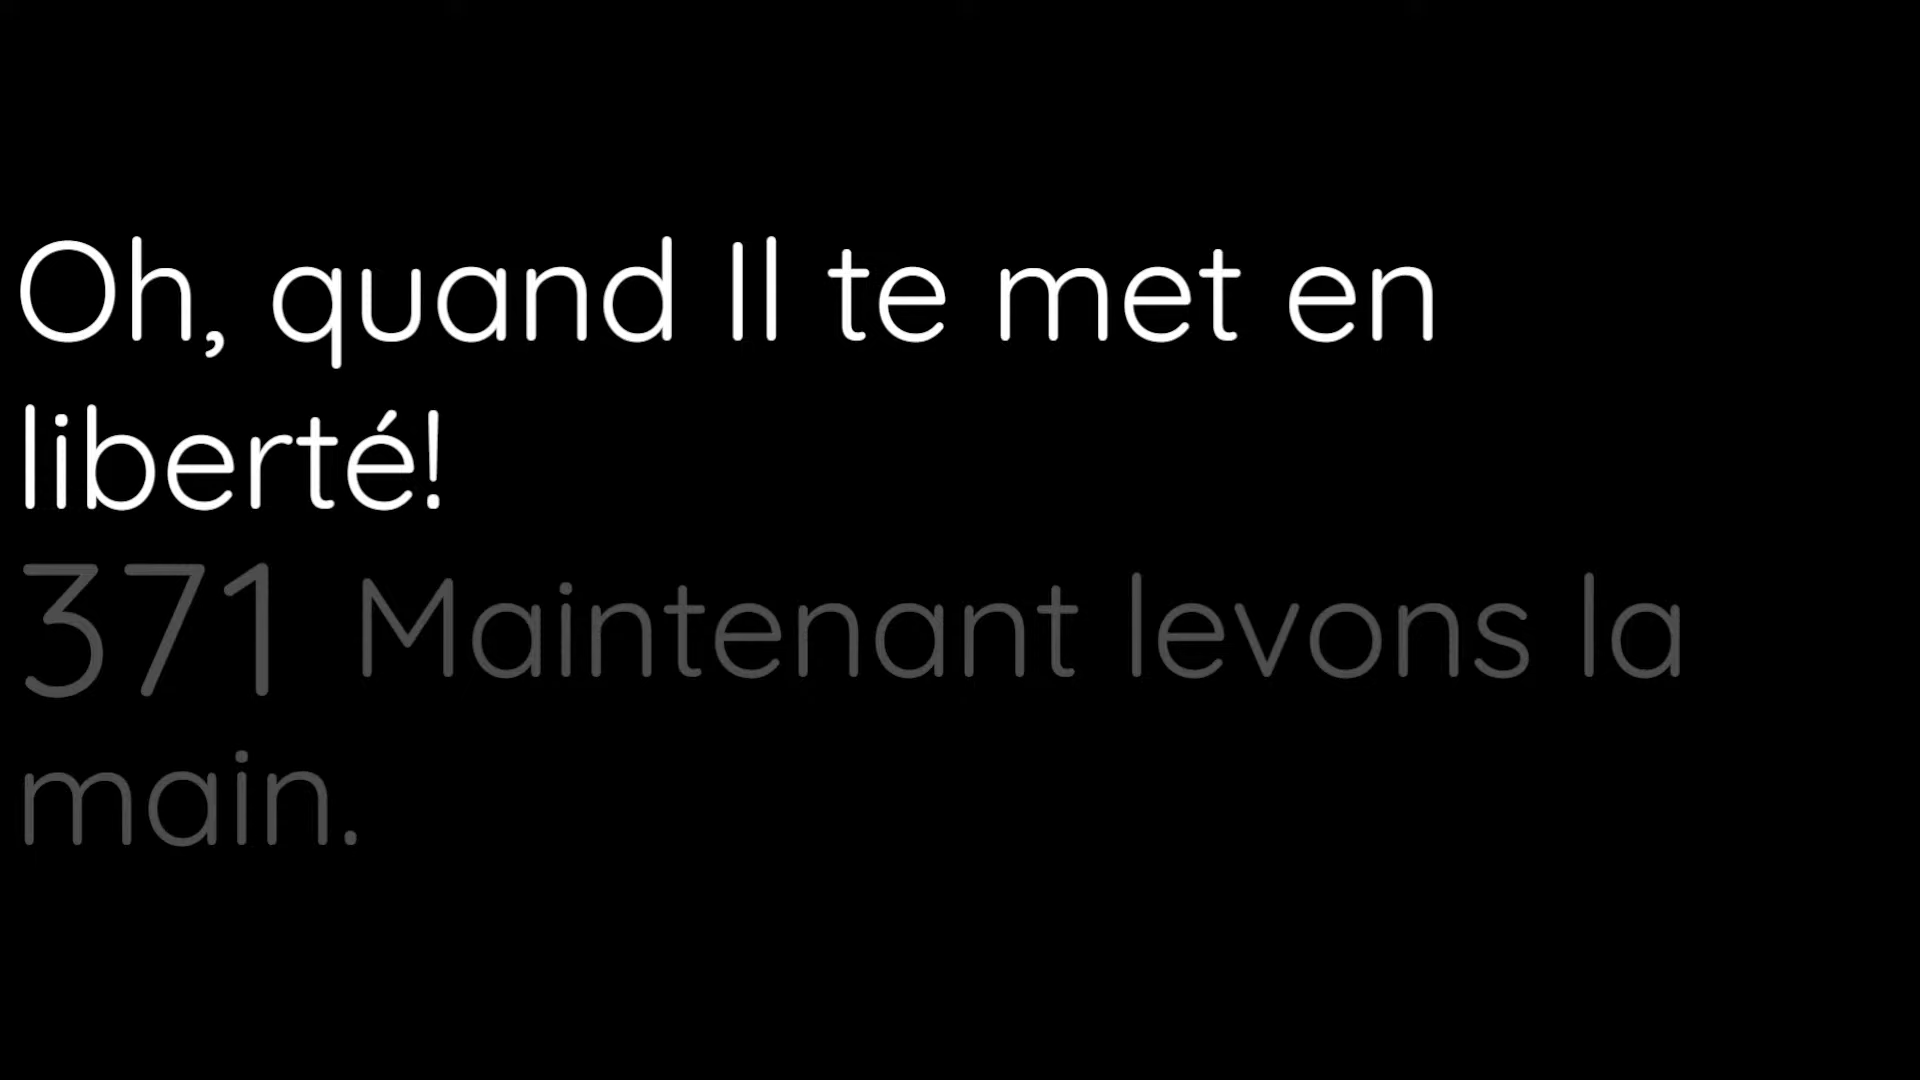 Oh, quand Il te met en
liberté!
371 Maintenant levons la
main.